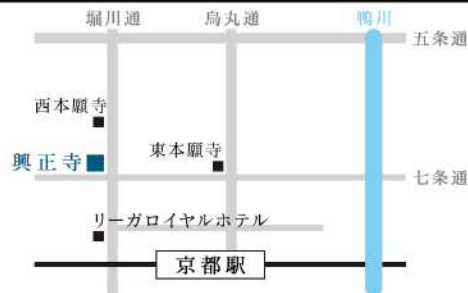 堀川通
烏丸通
鴨川
五条通
西本願寺
東本願寺
興正寺
七条通
リーガロイヤルホテル
京都駅